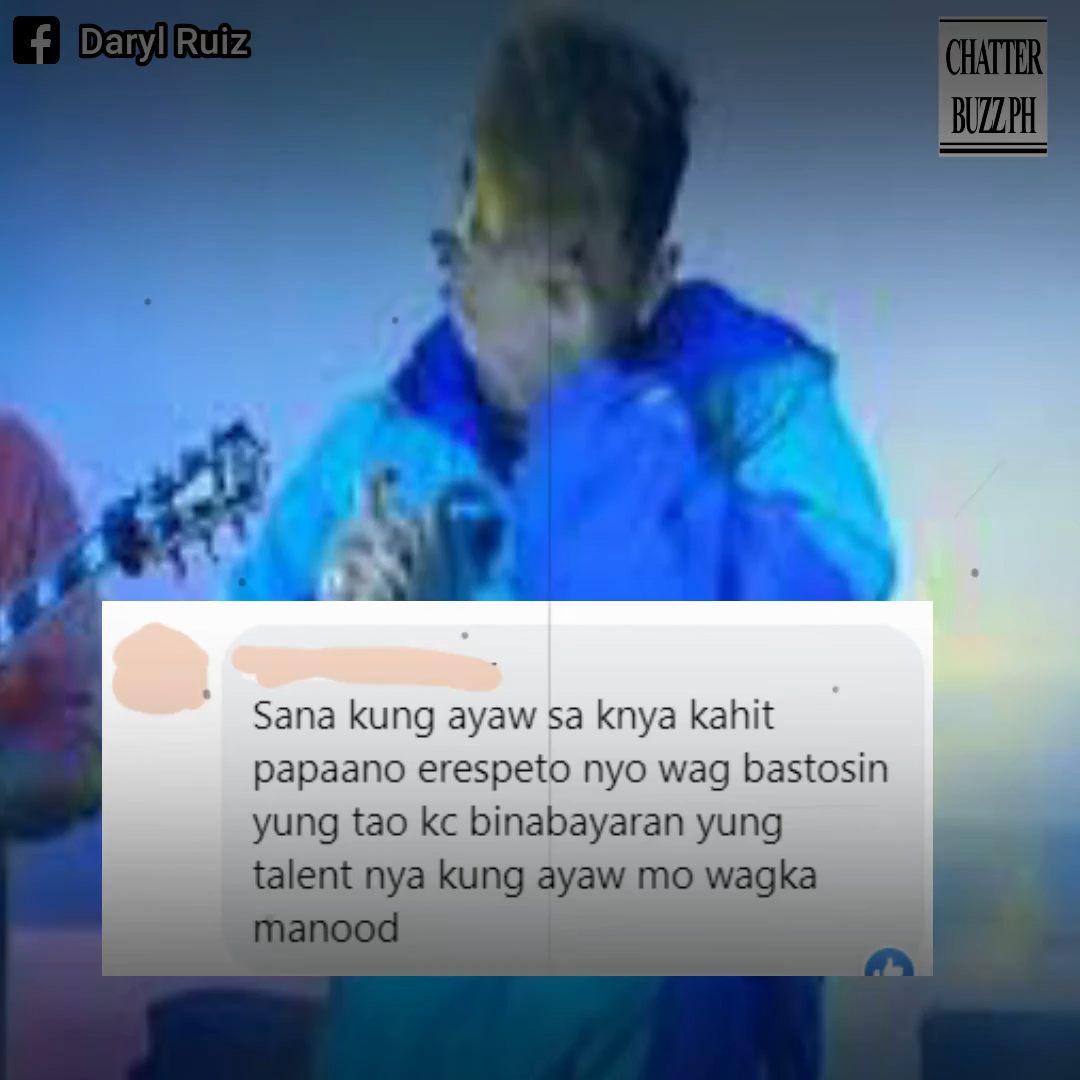 Daryl Ruiz
CHATTER
BUZZ PH
Sana kung ayaw sa knya kahit
papaano erespeto nyo wag bastosin
yung tao kc binabayaran yung
talent nya kung ayaw mo wagka
manood